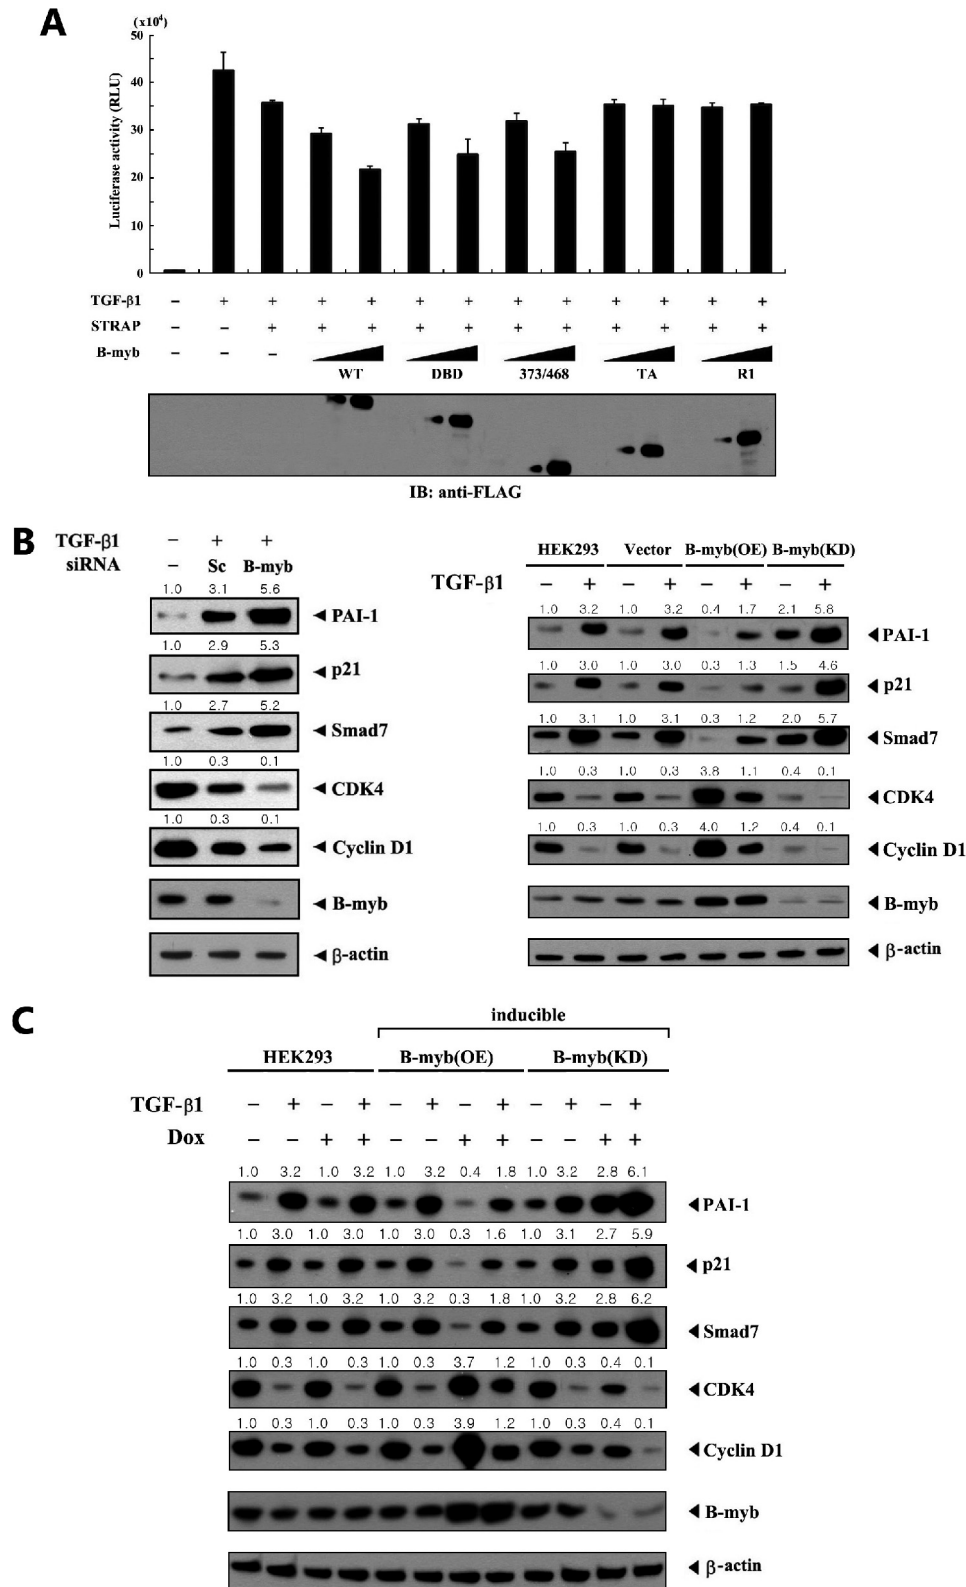 A
(x10⁴)
50
40
30
20
10
0
Luciferase activity (RLU)
TGF-β1 – + + + + + + + + + + + +
STRAP – – + + + + + + + + + + +
B-myb – – –
WT DBD 373/468 TA R1
IB: anti-FLAG
B
TGF-β1 – + +
siRNA – Sc B-myb
1.0 3.1 5.6
PAI-1
1.0 2.9 5.3
p21
1.0 2.7 5.2
Smad7
1.0 0.3 0.1
CDK4
1.0 0.3 0.1
Cyclin D1
B-myb
β-actin
HEK293 Vector B-myb(OE) B-myb(KD)
TGF-β1 – + – + – + – +
1.0 3.2 1.0 3.2 0.4 1.7 2.1 5.8
PAI-1
1.0 3.0 1.0 3.0 0.3 1.3 1.5 4.6
p21
1.0 3.1 1.0 3.1 0.3 1.2 2.0 5.7
Smad7
1.0 0.3 1.0 0.3 3.8 1.1 0.4 0.1
CDK4
1.0 0.3 1.0 0.3 4.0 1.2 0.4 0.1
Cyclin D1
B-myb
β-actin
C
inducible
HEK293 B-myb(OE) B-myb(KD)
TGF-β1 – + – + – + – + – + – +
Dox – – + + – – + + – – + +
1.0 3.2 1.0 3.2 1.0 3.2 0.4 1.8 1.0 3.2 2.8 6.1
PAI-1
1.0 3.0 1.0 3.0 1.0 3.0 0.3 1.6 1.0 3.1 2.7 5.9
p21
1.0 3.2 1.0 3.2 1.0 3.2 0.3 1.8 1.0 3.2 2.8 6.2
Smad7
1.0 0.3 1.0 0.3 1.0 0.3 3.7 1.2 1.0 0.3 0.4 0.1
CDK4
1.0 0.3 1.0 0.3 1.0 0.3 3.9 1.2 1.0 0.3 0.4 0.1
Cyclin D1
B-myb
β-actin